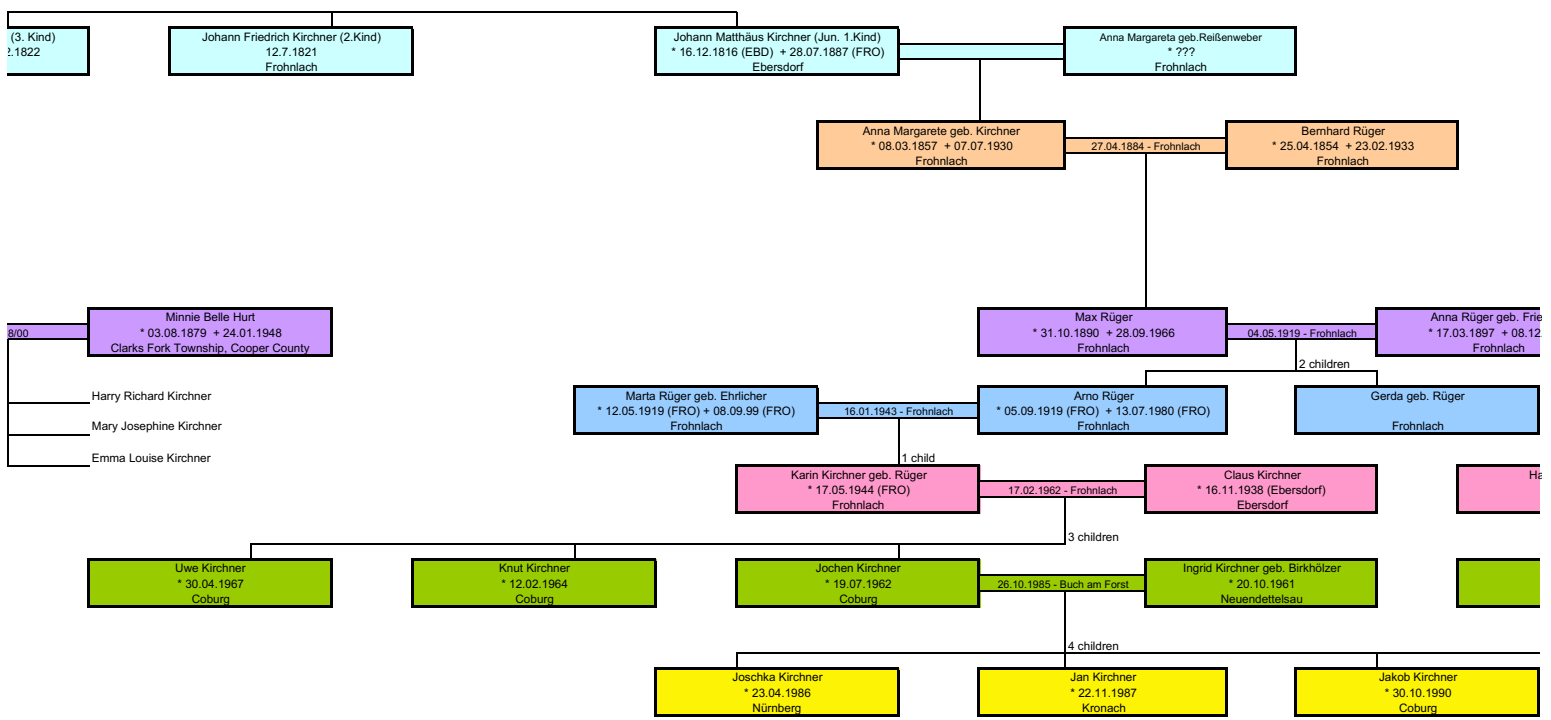 (3. Kind)
2.1822
Johann Friedrich Kirchner (2.Kind)
12.7.1821
Frohnlach
Johann Matthäus Kirchner (Jun. 1.Kind)
* 16.12.1816 (EBD) + 28.07.1887 (FRO)
Ebersdorf
Anna Margareta geb.Reißenweber
* ???
Frohnlach
Anna Margarete geb. Kirchner
* 08.03.1857 + 07.07.1930
Frohnlach
27.04.1884 - Frohnlach
Bernhard Rüger
* 25.04.1854 + 23.02.1933
Frohnlach
8/00
Minnie Belle Hurt
* 03.08.1879 + 24.01.1948
Clarks Fork Township, Cooper County
Max Rüger
* 31.10.1890 + 28.09.1966
Frohnlach
04.05.1919 - Frohnlach
Anna Rüger geb. Frie
* 17.03.1897 + 08.12
Frohnlach
2 children
Harry Richard Kirchner
Mary Josephine Kirchner
Emma Louise Kirchner
Marta Rüger geb. Ehrlicher
* 12.05.1919 (FRO) + 08.09.99 (FRO)
Frohnlach
16.01.1943 - Frohnlach
Arno Rüger
* 05.09.1919 (FRO) + 13.07.1980 (FRO)
Frohnlach
Gerda geb. Rüger
Frohnlach
1 child
Karin Kirchner geb. Rüger
* 17.05.1944 (FRO)
Frohnlach
17.02.1962 - Frohnlach
Claus Kirchner
* 16.11.1938 (Ebersdorf)
Ebersdorf
Ha
3 children
Uwe Kirchner
* 30.04.1967
Coburg
Knut Kirchner
* 12.02.1964
Coburg
Jochen Kirchner
* 19.07.1962
Coburg
26.10.1985 - Buch am Forst
Ingrid Kirchner geb. Birkhölzer
* 20.10.1961
Neuendettelsau
4 children
Joschka Kirchner
* 23.04.1986
Nürnberg
Jan Kirchner
* 22.11.1987
Kronach
Jakob Kirchner
* 30.10.1990
Coburg